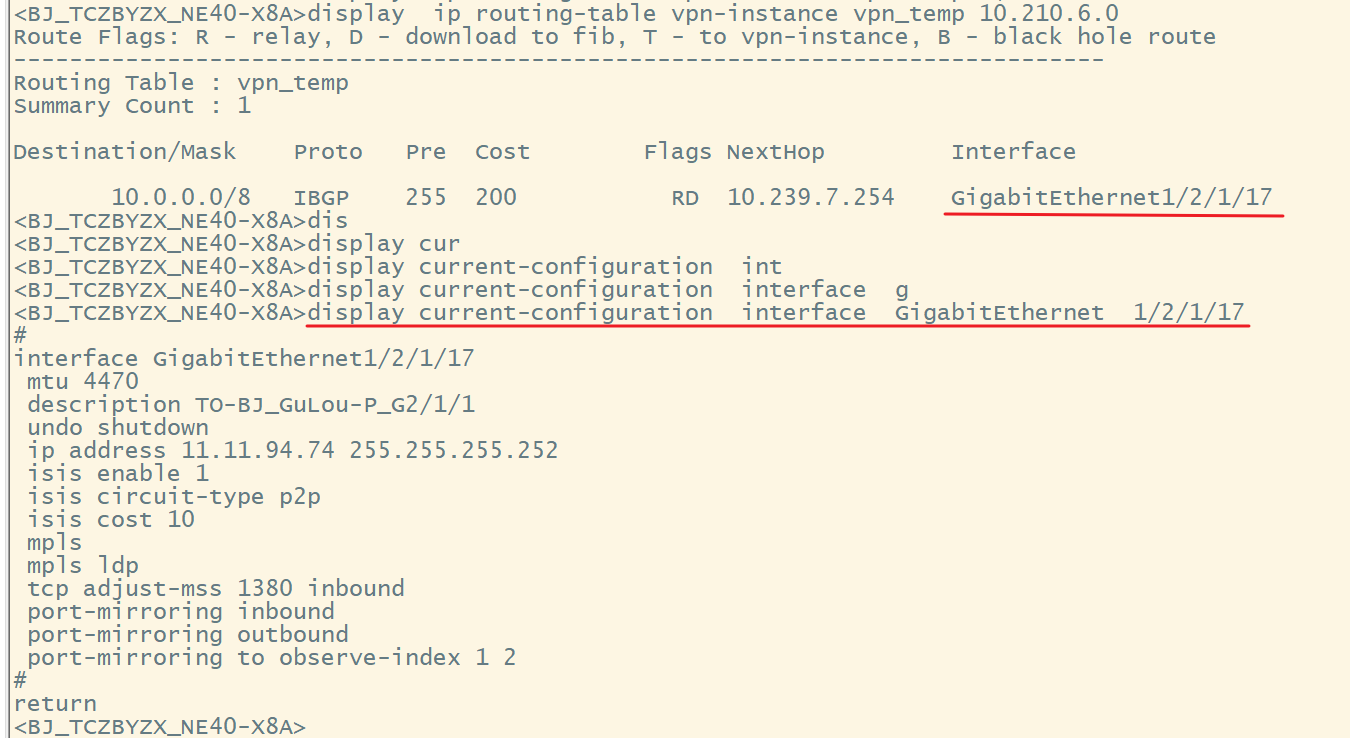 <BJ_TCZBYZX_NE40-X8A>display  ip routing-table vpn-instance vpn_temp 10.210.6.0
Route Flags: R - relay, D - download to fib, T - to vpn-instance, B - black hole route
------------------------------------------------------------------------------
Routing Table : vpn_temp
Summary Count : 1
Destination/Mask    Proto   Pre  Cost        Flags NextHop         Interface
       10.0.0.0/8   IBGP    255  200           RD  10.239.7.254    GigabitEthernet1/2/1/17
<BJ_TCZBYZX_NE40-X8A>dis
<BJ_TCZBYZX_NE40-X8A>display cur
<BJ_TCZBYZX_NE40-X8A>display current-configuration  int
<BJ_TCZBYZX_NE40-X8A>display current-configuration  interface  g
<BJ_TCZBYZX_NE40-X8A>display current-configuration  interface  GigabitEthernet  1/2/1/17
#
interface GigabitEthernet1/2/1/17
 mtu 4470
 description TO-BJ_GuLou-P_G2/1/1
 undo shutdown
 ip address 11.11.94.74 255.255.255.252
 isis enable 1
 isis circuit-type p2p
 isis cost 10
 mpls
 mpls ldp
 tcp adjust-mss 1380 inbound
 port-mirroring inbound
 port-mirroring outbound
 port-mirroring to observe-index 1 2
#
return
<BJ_TCZBYZX_NE40-X8A>